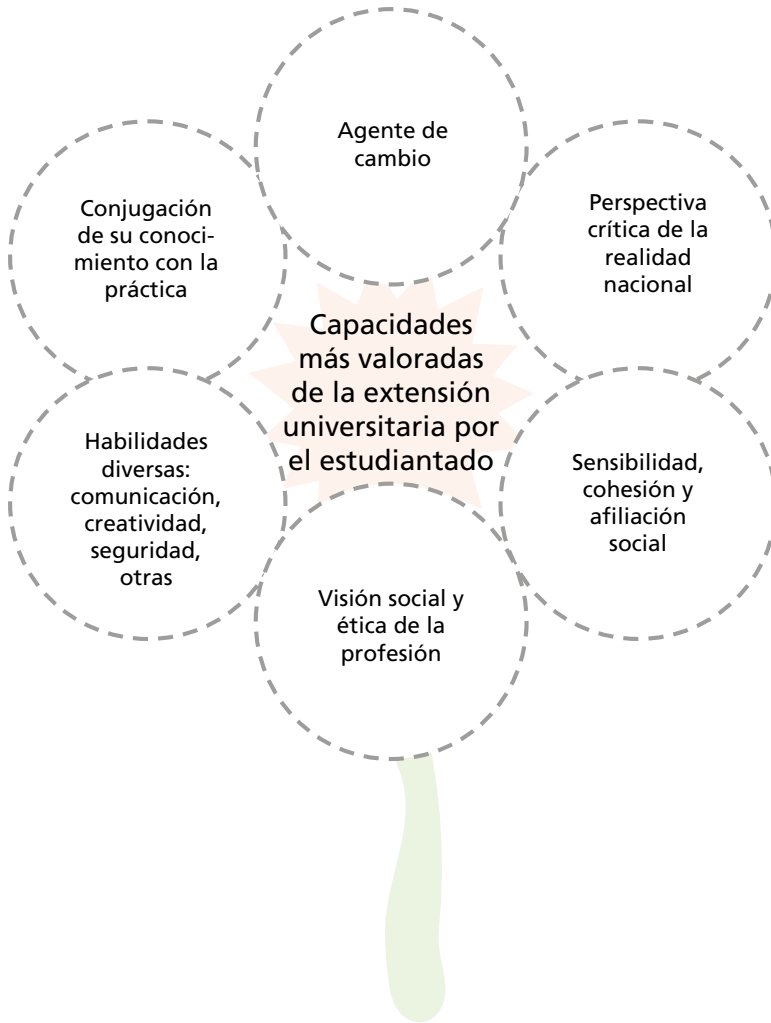 Agente de
cambio
Conjugación
de su conoci-
miento con la
práctica
Perspectiva
crítica de la
realidad
nacional
Capacidades
más valoradas
de la extensión
universitaria por
el estudiantado
Habilidades
diversas:
comunicación,
creatividad,
seguridad,
otras
Sensibilidad,
cohesión y
afiliación
social
Visión social y
ética de la
profesión